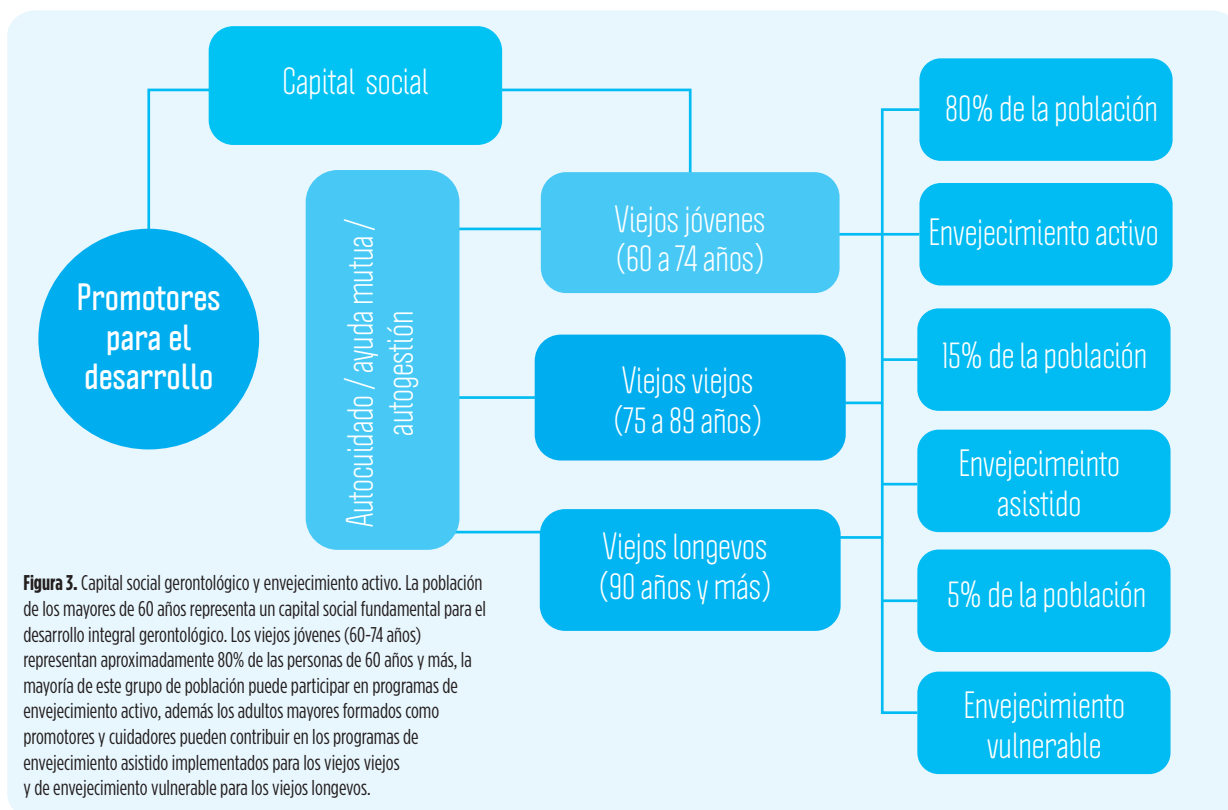 Capital social
Promotores
para el
desarrollo
Autocuidado / ayuda mutua /
autogestión
Viejos jóvenes
(60 a 74 años)
Viejos viejos
(75 a 89 años)
Viejos longevos
(90 años y más)
80% de la población
Envejecimiento activo
15% de la población
Envejecimeinto
asistido
5% de la población
Envejecimiento
vulnerable
Figura 3. Capital social gerontológico y envejecimiento activo. La población
de los mayores de 60 años representa un capital social fundamental para el
desarrollo integral gerontológico. Los viejos jóvenes (60-74 años)
representan aproximadamente 80% de las personas de 60 años y más, la
mayoría de este grupo de población puede participar en programas de
envejecimiento activo, además los adultos mayores formados como
promotores y cuidadores pueden contribuir en los programas de
envejecimiento asistido implementados para los viejos viejos
y de envejecimiento vulnerable para los viejos longevos.